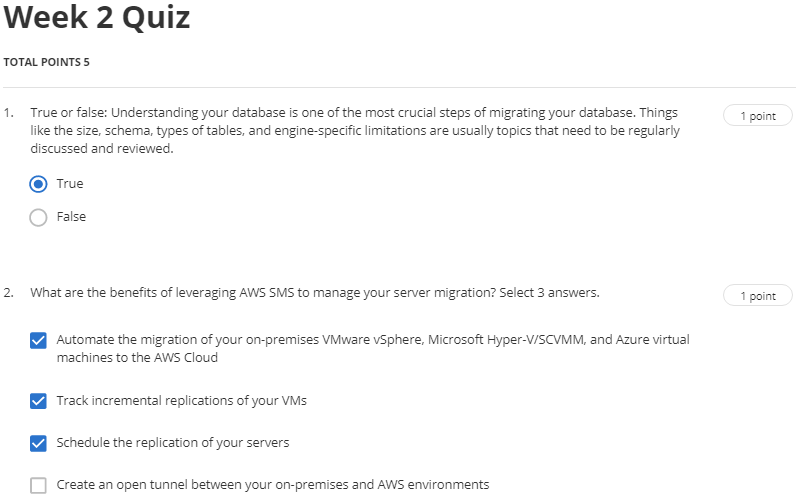 Week 2 Quiz
TOTAL POINTS 5
1. True or false: Understanding your database is one of the most crucial steps of migrating your database. Things
like the size, schema, types of tables, and engine-specific limitations are usually topics that need to be regularly
discussed and reviewed.
1 point
True
False
2. What are the benefits of leveraging AWS SMS to manage your server migration? Select 3 answers.
1 point
Automate the migration of your on-premises VMware vSphere, Microsoft Hyper-V/SCVMM, and Azure virtual
machines to the AWS Cloud
Track incremental replications of your VMs
Schedule the replication of your servers
Create an open tunnel between your on-premises and AWS environments